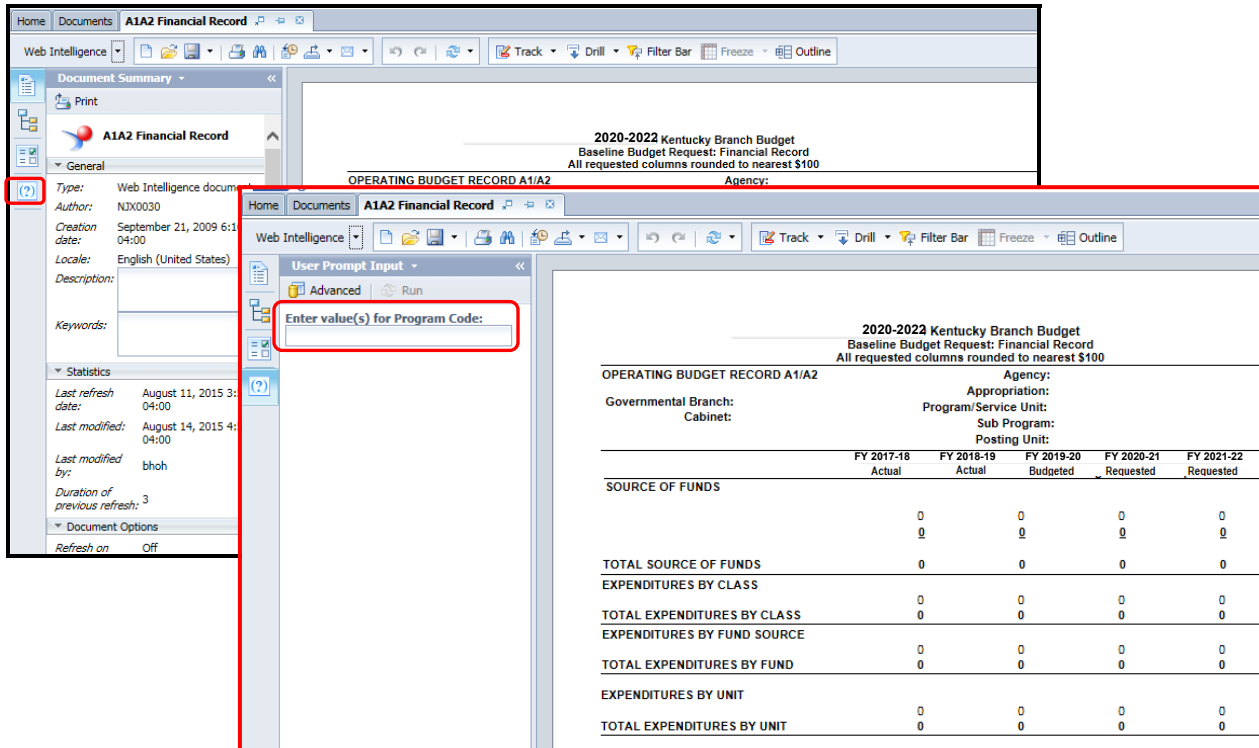 Home Documents A1A2 Financial Record
Web Intelligence Track Drill Filter Bar Freeze Outline
Document Summary
Print
A1A2 Financial Record
General
Type: Web Intelligence document
Author: NJX0030
Creation date: September 21, 2009 6:1 04:00
Locale: English (United States)
Description:
Keywords:
Statistics
Last refresh date: August 11, 2015 3: 04:00
Last modified: August 14, 2015 4: 04:00
Last modified by: bhoh
Duration of previous refresh: 3
Document Options
Refresh on Off
2020-2022 Kentucky Branch Budget
Baseline Budget Request: Financial Record
All requested columns rounded to nearest $100
OPERATING BUDGET RECORD A1/A2 Agency:
Home Documents A1A2 Financial Record
Web Intelligence Track Drill Filter Bar Freeze Outline
User Prompt Input
Advanced Run
Enter value(s) for Program Code:
(?)
2020-2022 Kentucky Branch Budget
Baseline Budget Request: Financial Record
All requested columns rounded to nearest $100
OPERATING BUDGET RECORD A1/A2 Agency:
Appropriation:
Governmental Branch: Program/Service Unit:
Cabinet: Sub Program:
Posting Unit:
FY 2017-18 FY 2018-19 FY 2019-20 FY 2020-21 FY 2021-22
Actual Actual Budgeted Requested Requested
SOURCE OF FUNDS
0 0 0 0
0 0 0 0
TOTAL SOURCE OF FUNDS 0 0 0 0
EXPENDITURES BY CLASS
0 0 0 0
TOTAL EXPENDITURES BY CLASS 0 0 0 0
EXPENDITURES BY FUND SOURCE
0 0 0 0
TOTAL EXPENDITURES BY FUND 0 0 0 0
EXPENDITURES BY UNIT
0 0 0 0
TOTAL EXPENDITURES BY UNIT 0 0 0 0